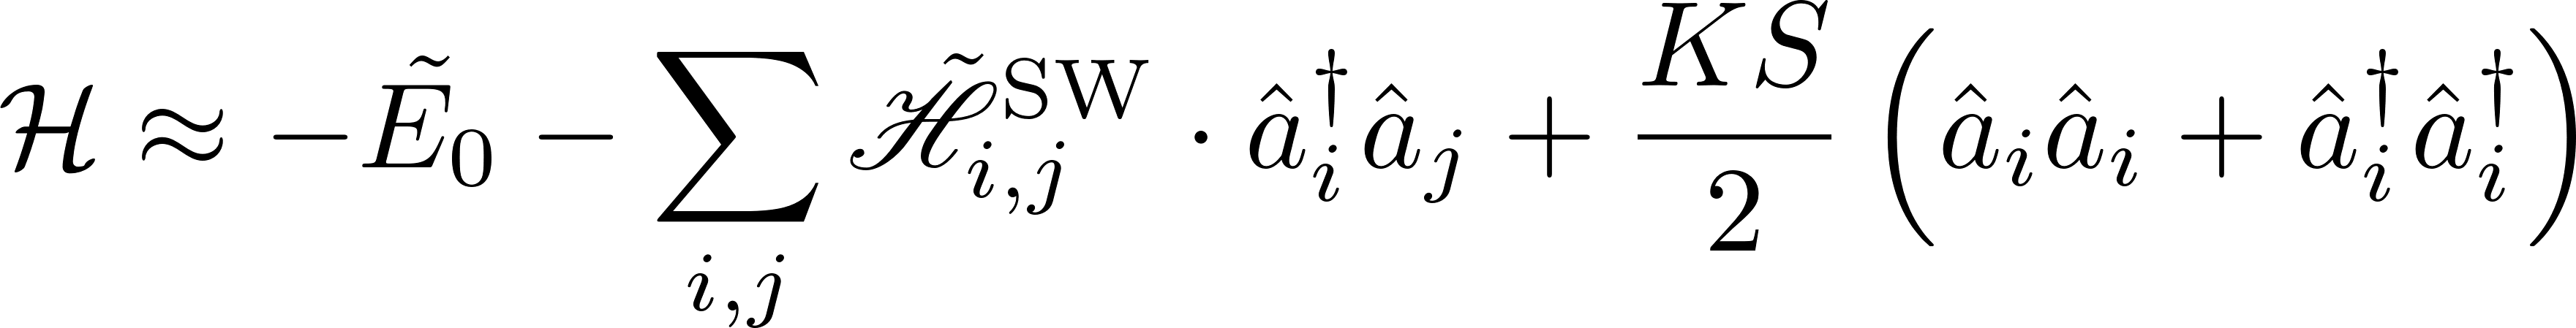 \mathcal{H} \approx -\tilde{E_0} - \sum_{i,j} \tilde{\mathscr{H}}_{i,j}^{\mathrm{SW}} \cdot \hat{a}_i^\dagger \hat{a}_j + \frac{KS}{2} \left( \hat{a}_i \hat{a}_i + \hat{a}_i^\dagger \hat{a}_i^\dagger \right)